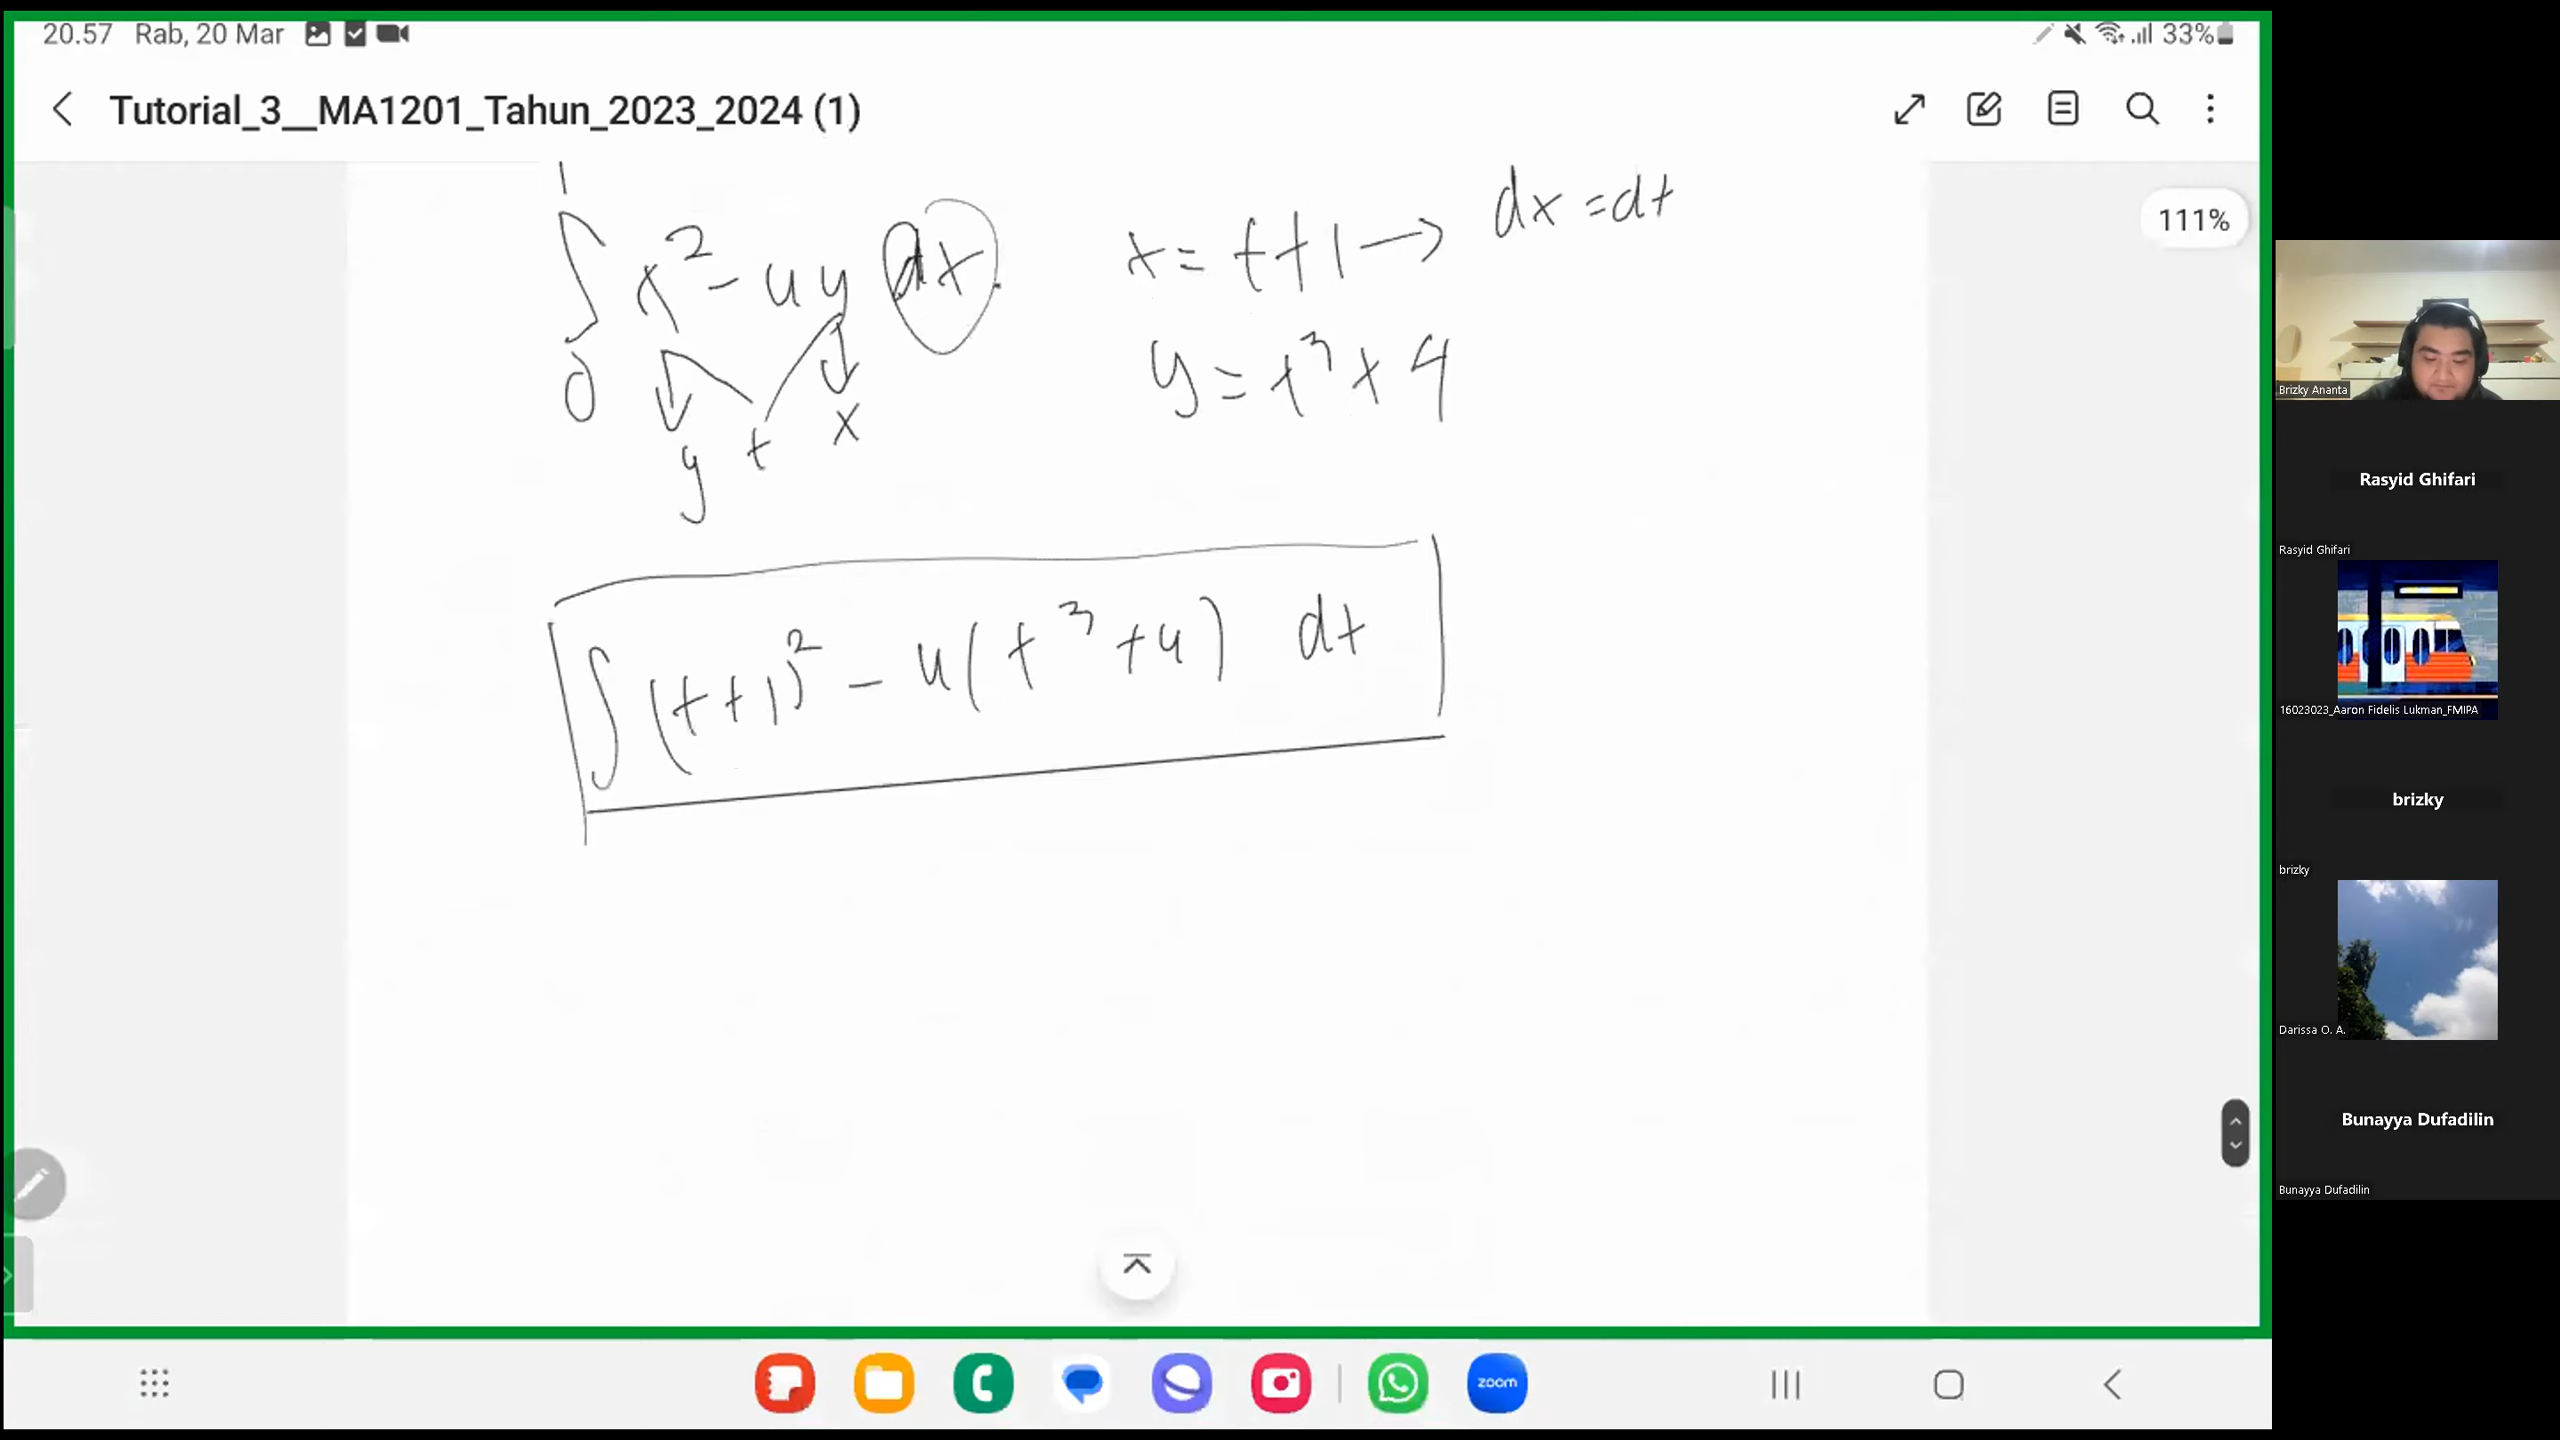 20.57 Rab, 20 Mar
33%
Tutorial_3__MA1201_Tahun_2023_2024 (1)
111%
1
∫ x² - 4y dx
0
y t x
x = t+1 → dx = dt
y = t³ + 4
∫ (t+1)² - 4(t³+4) dt
zoom
Brizky Ananta
Rasyid Ghifari
Rasyid Ghifari
16023023_Aaron Fidelis Lukman_FMIPA
brizky
brizky
Darissa O. A.
Bunayya Dufadilin
Bunayya Dufadilin